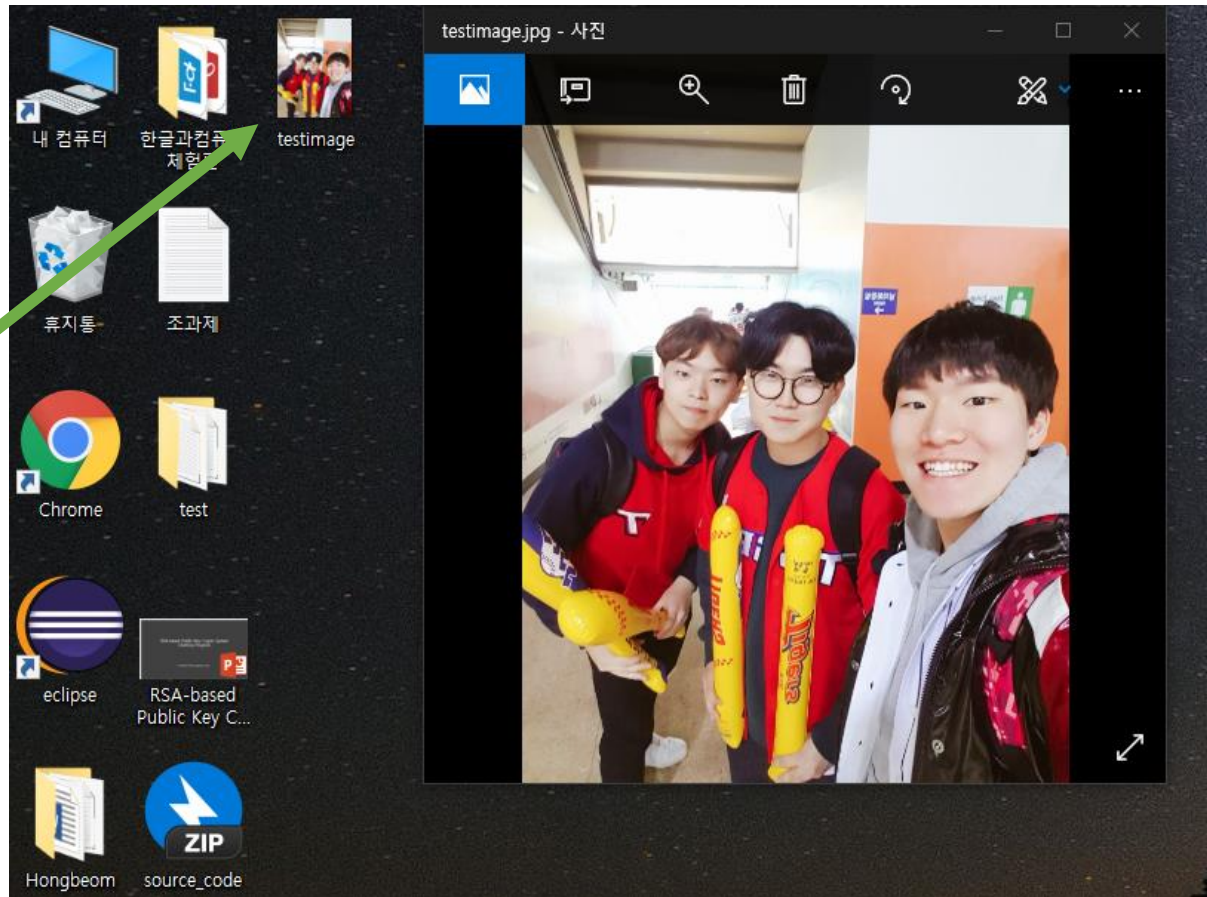 testimage.jpg - 사진
내 컴퓨터
한글과컴퓨
체험판
testimage
휴지통
조과제
Chrome
test
eclipse
RSA-based
Public Key C...
Hongbeom
ZIP
source_code
T